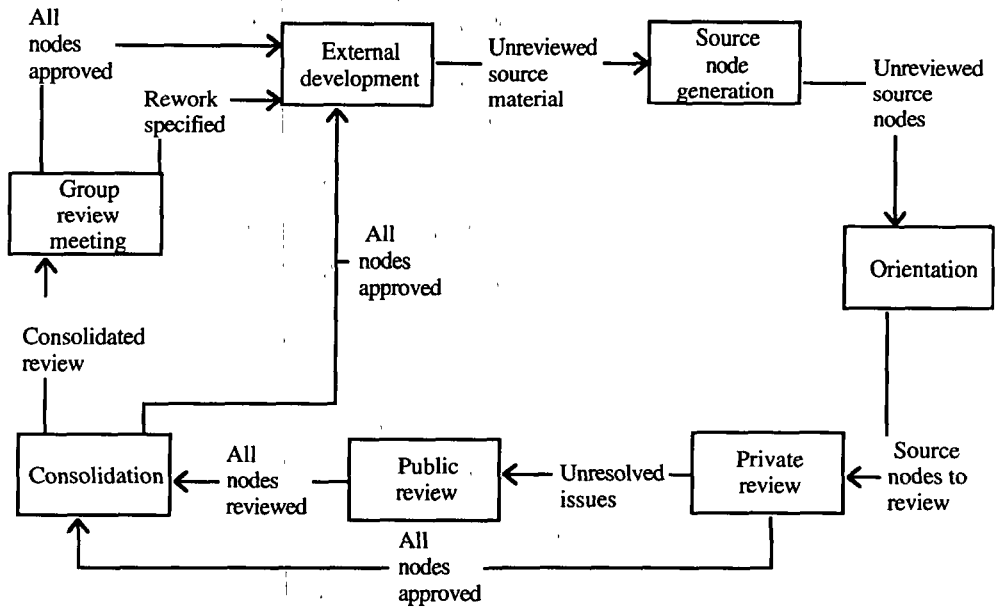 All
nodes
approved
External
development
Unreviewed
source
material
Source
node
generation
Unreviewed
source
nodes
Rework
specified
Group
review
meeting
All
nodes
approved
Orientation
Consolidated
review
Consolidation
All
nodes
reviewed
Public
review
Unresolved
issues
Private
review
Source
nodes to
review
All
nodes
approved